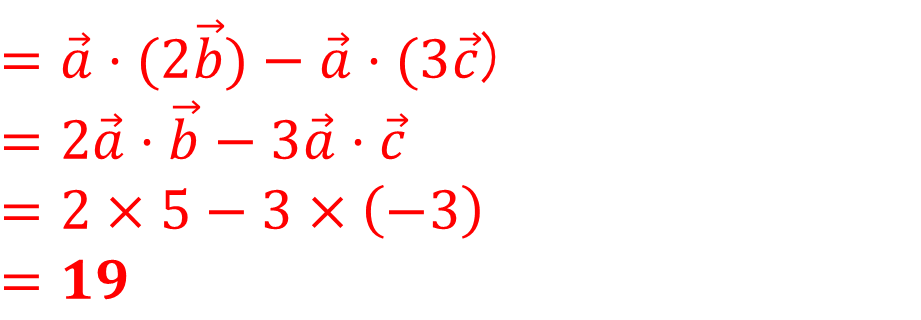 = a⃗ · (2b⃗) − a⃗ · (3c⃗)
= 2a⃗ · b⃗ − 3a⃗ · c⃗
= 2 × 5 − 3 × (−3)
= 19